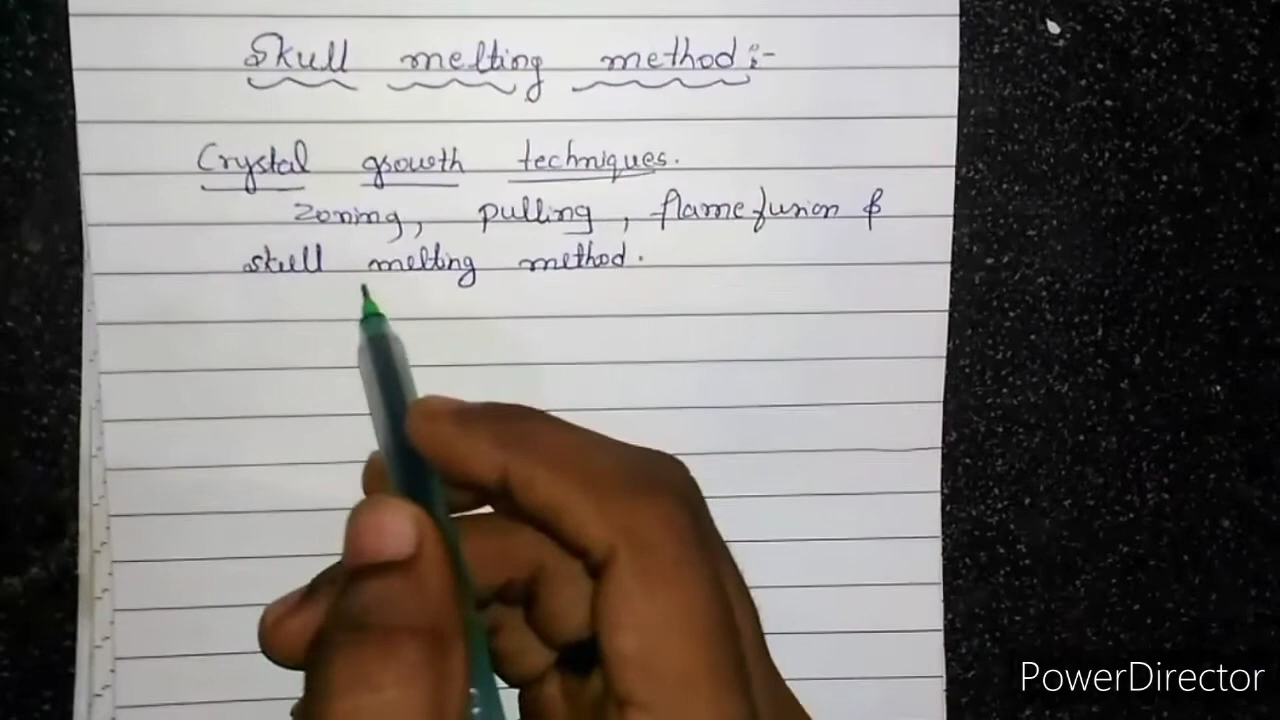 Skull melting method :-
Crystal growth techniques.
zoning, pulling, flame fusion &
skull melting method.
PowerDirector